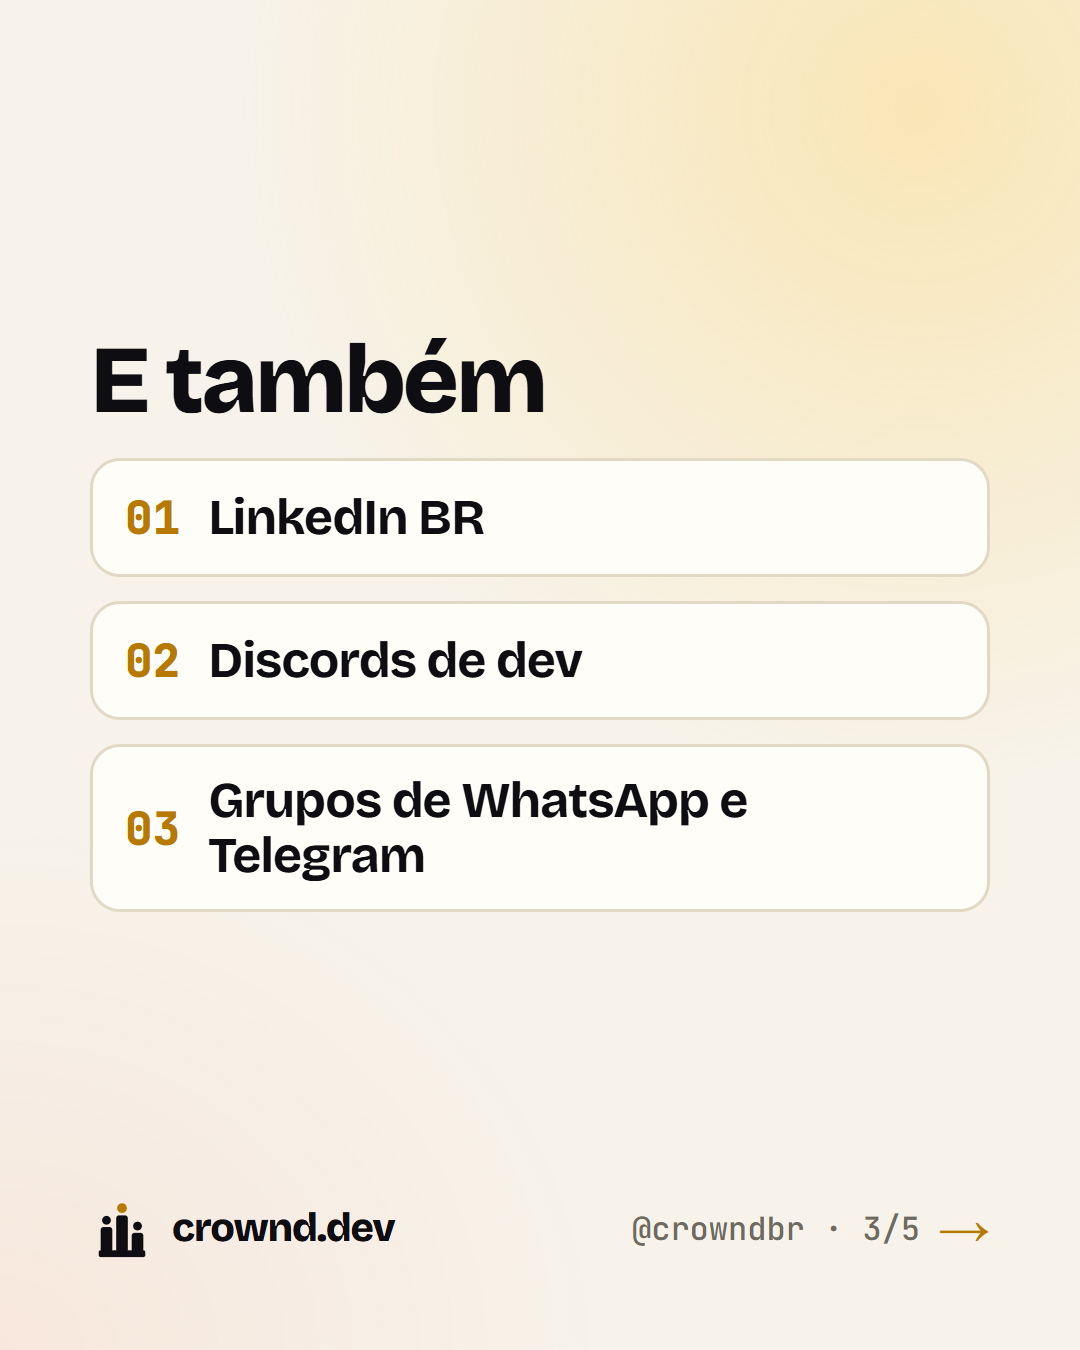 E também
01 LinkedIn BR
02 Discords de dev
03 Grupos de WhatsApp e
Telegram
crownd.dev
@crowndbr · 3/5 →